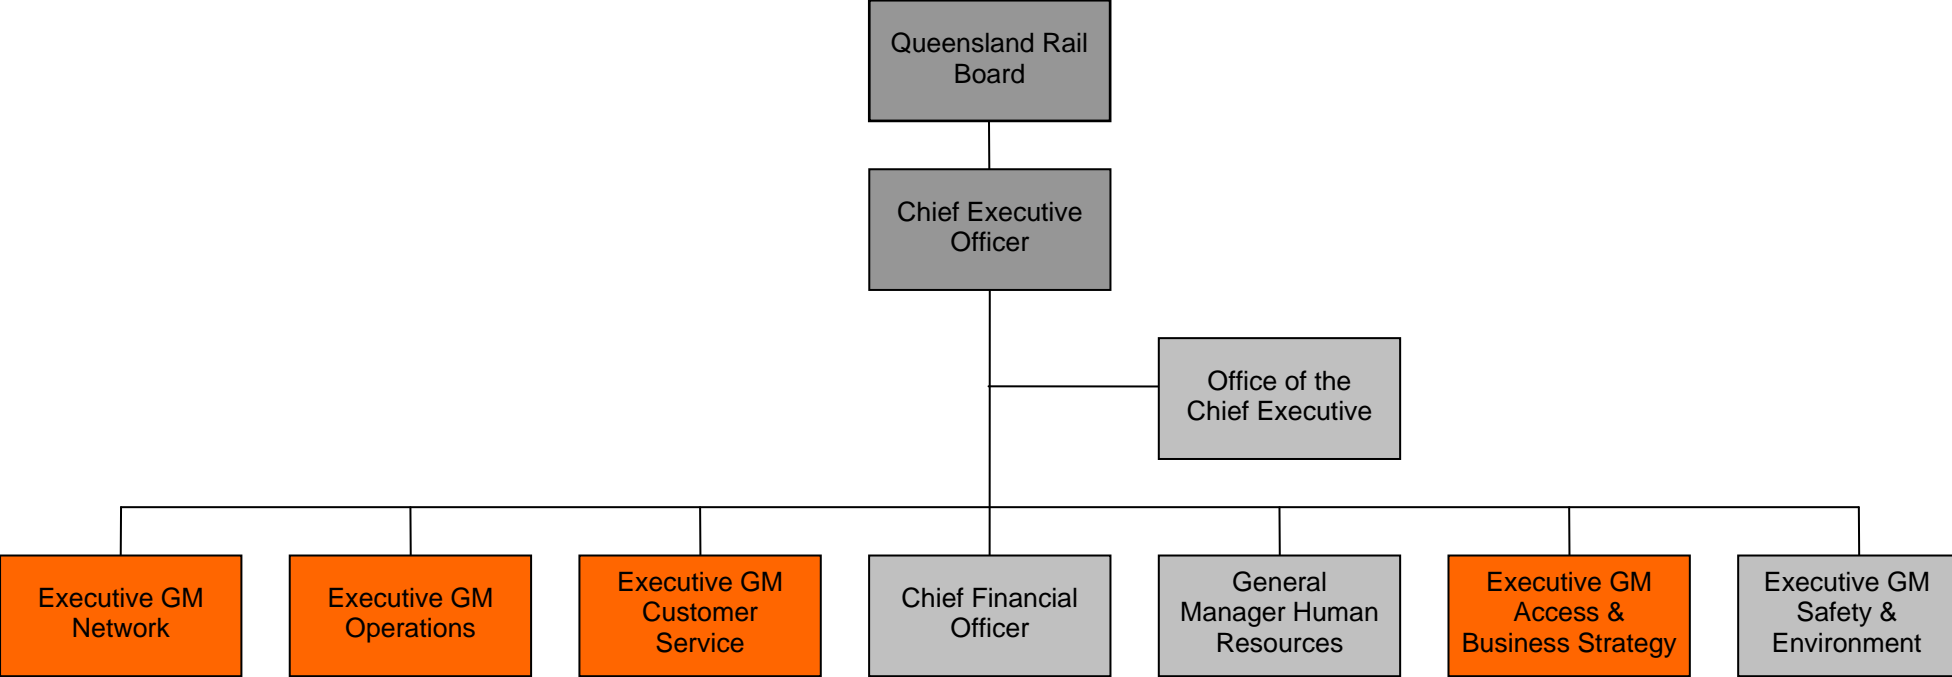 Queensland Rail
Board
Chief Executive
Officer
Office of the
Chief Executive
Executive GM
Network
Executive GM
Operations
Executive GM
Customer
Service
Chief Financial
Officer
General
Manager Human
Resources
Executive GM
Access &
Business Strategy
Executive GM
Safety &
Environment